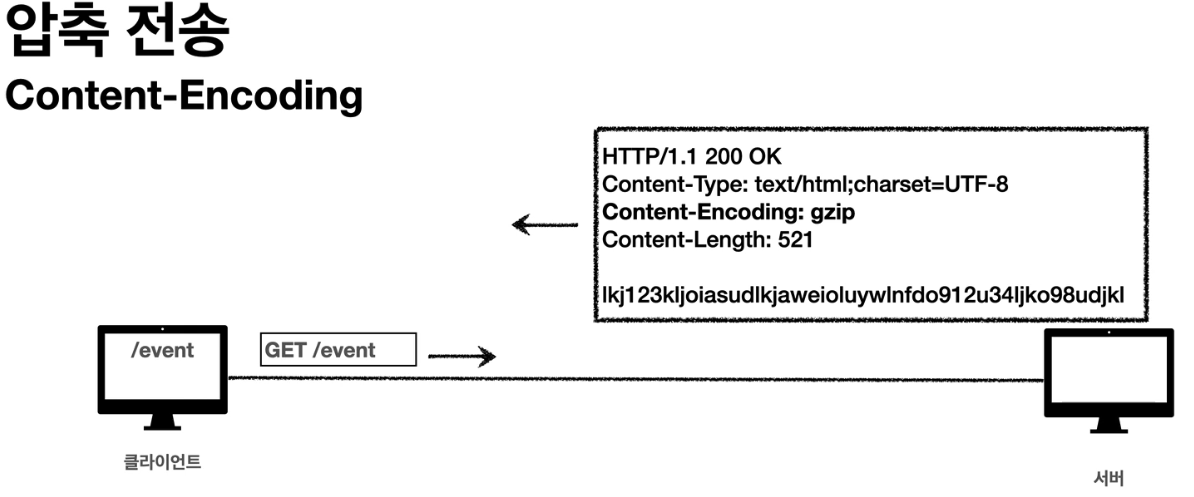 압축 전송
Content-Encoding
HTTP/1.1 200 OK
Content-Type: text/html;charset=UTF-8
Content-Encoding: gzip
Content-Length: 521
lkj123kljoiasudlkjaweioluywlnfdo912u34ljko98udjkl
/event
GET /event
클라이언트
서버